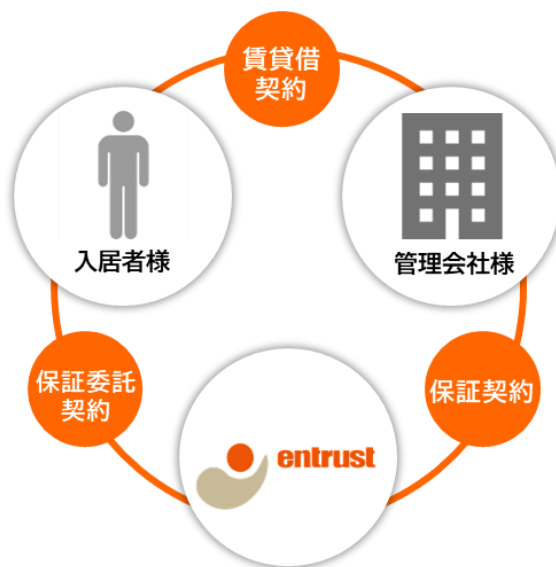 賃貸借
契約
入居者様
管理会社様
保証委託
契約
保証契約
entrust